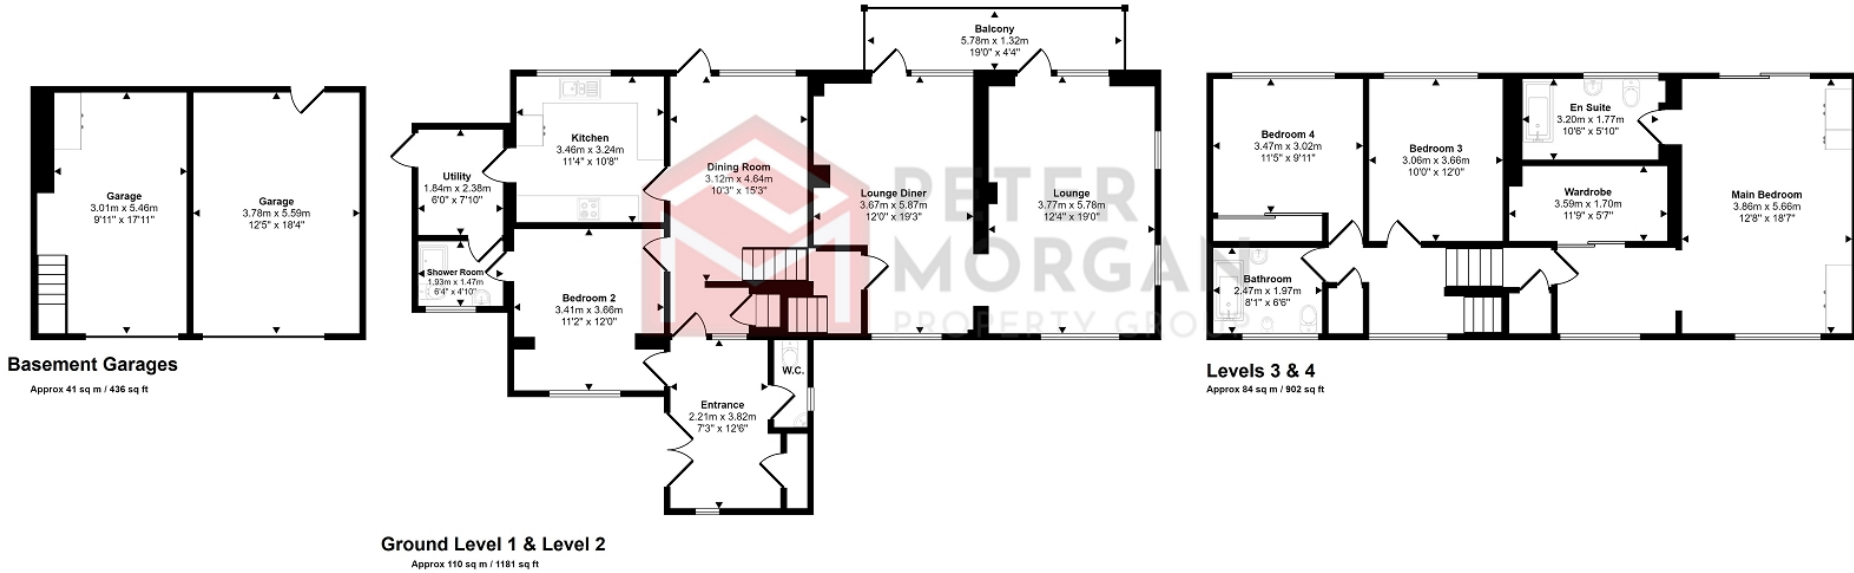 Balcony
5.78m x 1.32m
19'0" x 4'4"
Garage
3.01m x 5.46m
9'11" x 17'11"
Garage
3.78m x 5.59m
12'5" x 18'4"
Basement Garages
Approx 41 sq m / 436 sq ft
Kitchen
3.46m x 3.24m
11'4" x 10'8"
Utility
1.84m x 2.38m
6'0" x 7'10"
Shower Room
1.93m x 1.47m
6'4" x 4'10"
Dining Room
3.12m x 4.64m
10'3" x 15'3"
Lounge Diner
3.67m x 5.87m
12'0" x 19'3"
Lounge
3.77m x 5.78m
12'4" x 19'0"
Bedroom 2
3.41m x 3.66m
11'2" x 12'0"
W.C.
Entrance
2.21m x 3.82m
7'3" x 12'6"
PETER
MORGAN
PROPERTY GROUP
Ground Level 1 & Level 2
Approx 110 sq m / 1181 sq ft
Bedroom 4
3.47m x 3.02m
11'5" x 9'11"
Bedroom 3
3.06m x 3.66m
10'0" x 12'0"
En Suite
3.20m x 1.77m
10'6" x 5'10"
Wardrobe
3.59m x 1.70m
11'9" x 5'7"
Main Bedroom
3.86m x 5.66m
12'8" x 18'7"
Bathroom
2.47m x 1.97m
8'1" x 6'6"
Levels 3 & 4
Approx 84 sq m / 902 sq ft